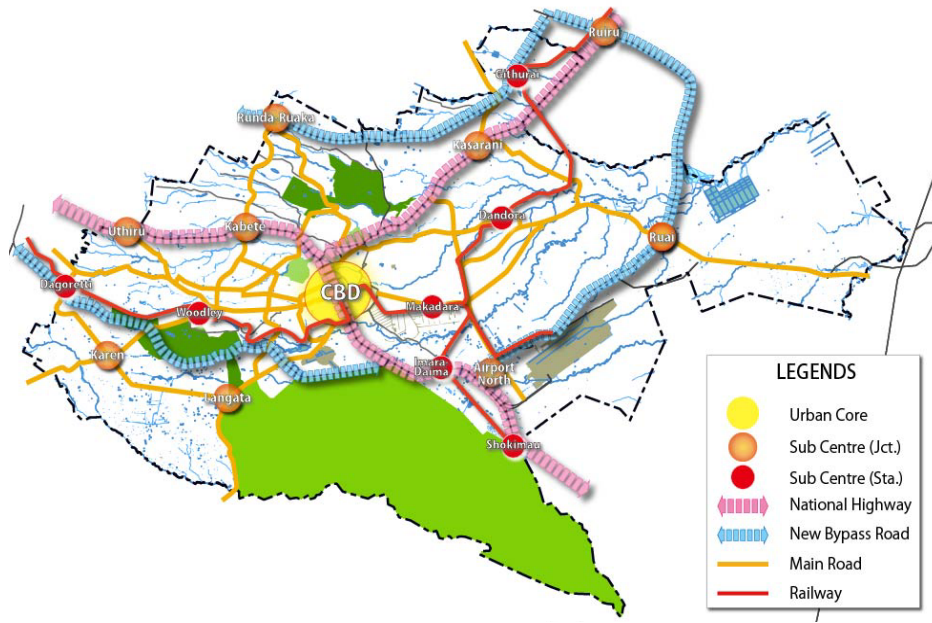 Ruiru
Githurai
Runda Ruaka
Kasarani
Dandora
Uthiru
Kabete
Ruai
CBD
Dagoretti
Woodley
Makadara
Karen
Imara
Daima
Airport
North
Langata
Shokimau
LEGENDS
Urban Core
Sub Centre (Jct.)
Sub Centre (Sta.)
National Highway
New Bypass Road
Main Road
Railway